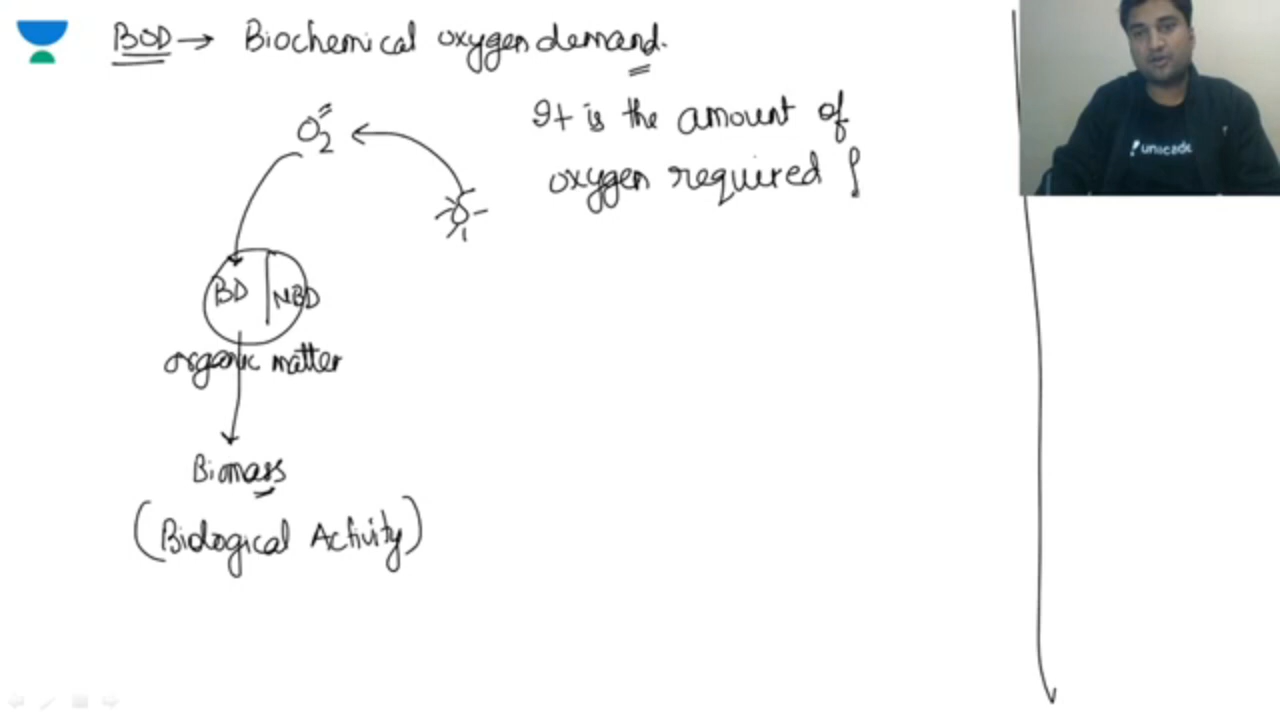 BOD → Biochemical oxygen demand.
O2
It is the amount of
oxygen required f
BD | NBD
organic matter
Biomass
(Biological Activity)